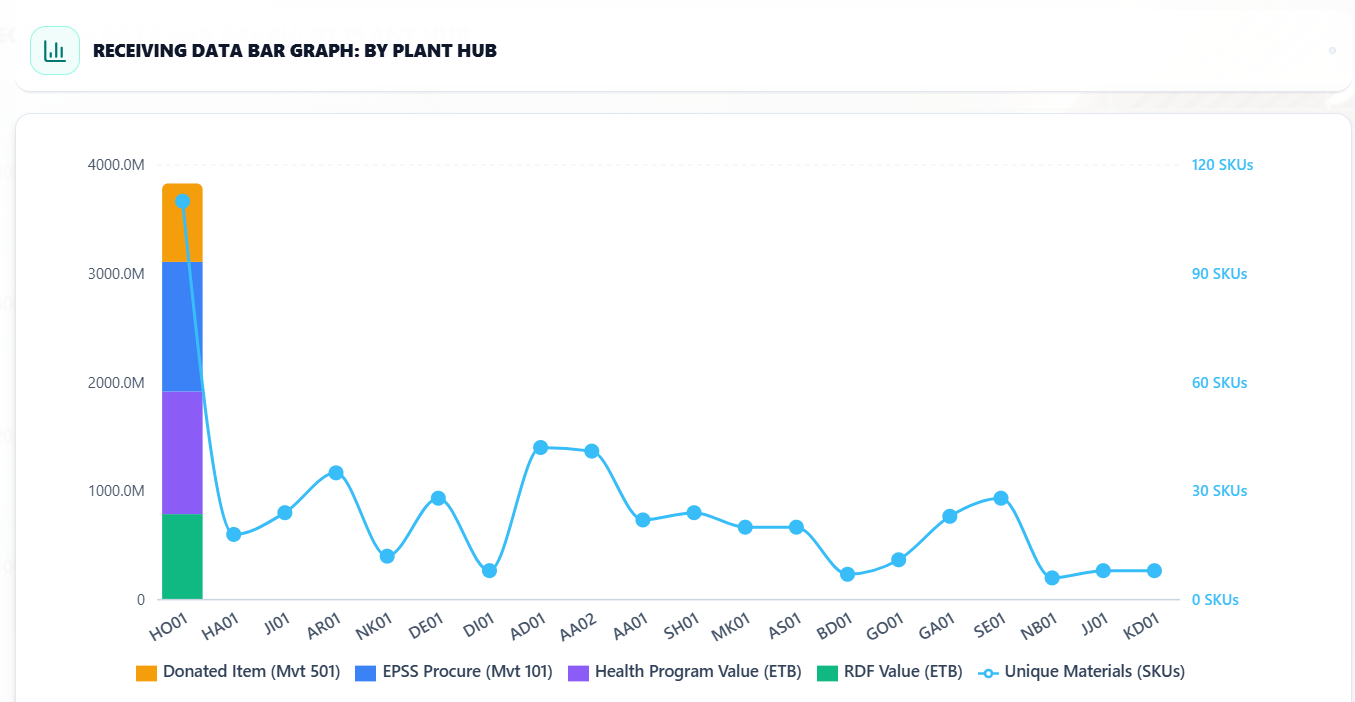 RECEIVING DATA BAR GRAPH: BY PLANT HUB
4000.0M
3000.0M
2000.0M
1000.0M
0
120 SKUs
90 SKUs
60 SKUs
30 SKUs
0 SKUs
HO01 HA01 JI01 AR01 NK01 DE01 DI01 AD01 AA02 AA01 SH01 MK01 AS01 BD01 GO01 GA01 SE01 NB01 JJ01 KD01
Donated Item (Mvt 501) EPSS Procure (Mvt 101) Health Program Value (ETB) RDF Value (ETB) Unique Materials (SKUs)